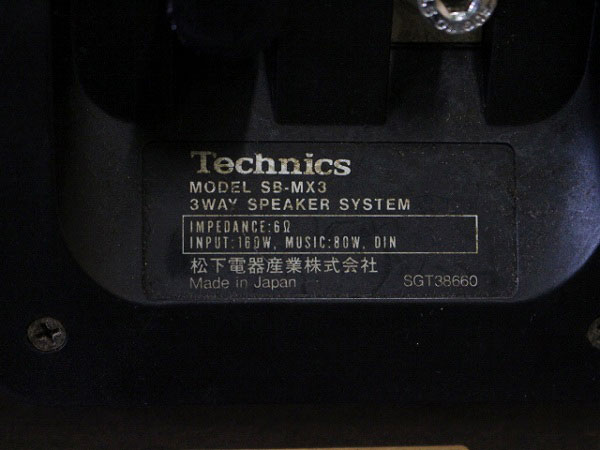 Technics
MODEL SB-MX3
3WAY SPEAKER SYSTEM
IMPEDANCE:6Ω
INPUT:160W, MUSIC:80W, DIN
松下電器産業株式会社
Made in Japan SGT38660